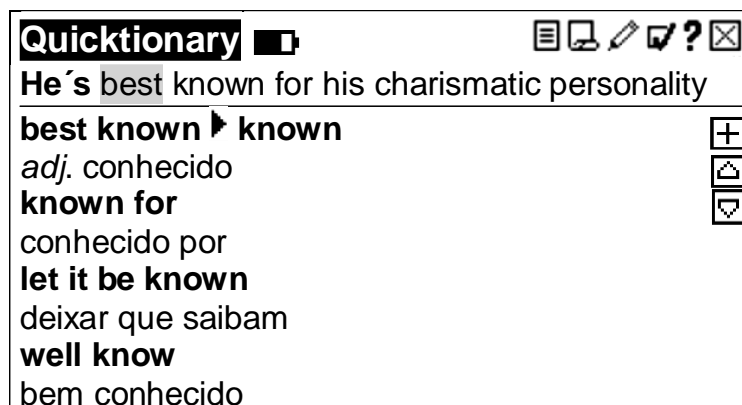 Quicktionary
He´s best known for his charismatic personality
best known ▶ known
adj. conhecido
known for
conhecido por
let it be known
deixar que saibam
well know
bem conhecido